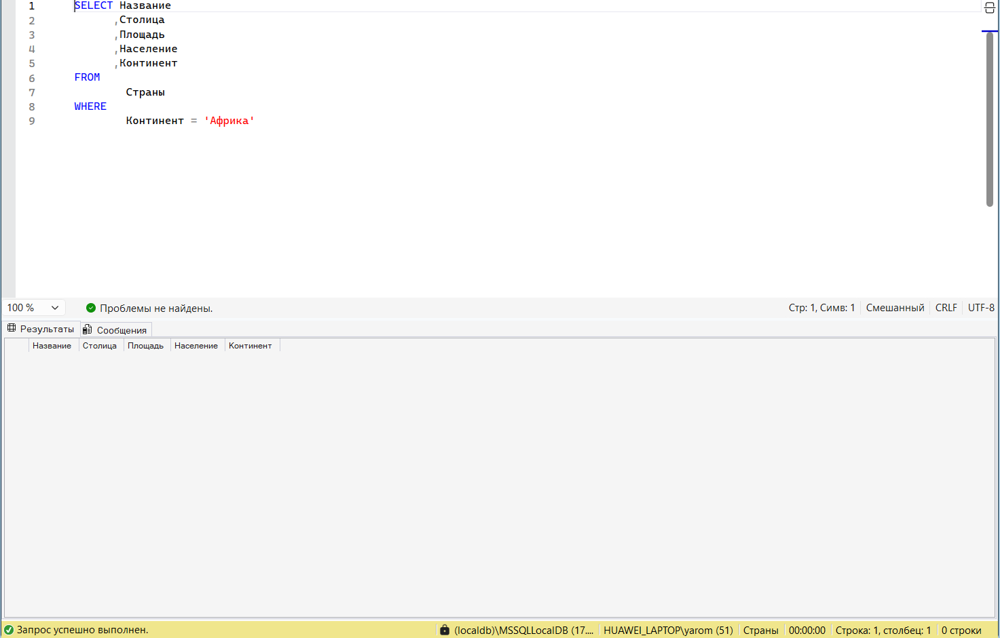 1 SELECT Название
2 ,Столица
3 ,Площадь
4 ,Население
5 ,Континент
6 FROM
7 Страны
8 WHERE
9 Континент = 'Африка'
100 % Проблемы не найдены. Стр: 1, Симв: 1 Смешанный CRLF UTF-8
Результаты Сообщения
Название Столица Площадь Население Континент
Запрос успешно выполнен. (localdb)\MSSQLLocalDB (17.... HUAWEI_LAPTOP\yarom (51) Страны 00:00:00 Строка: 1, столбец: 1 0 строки